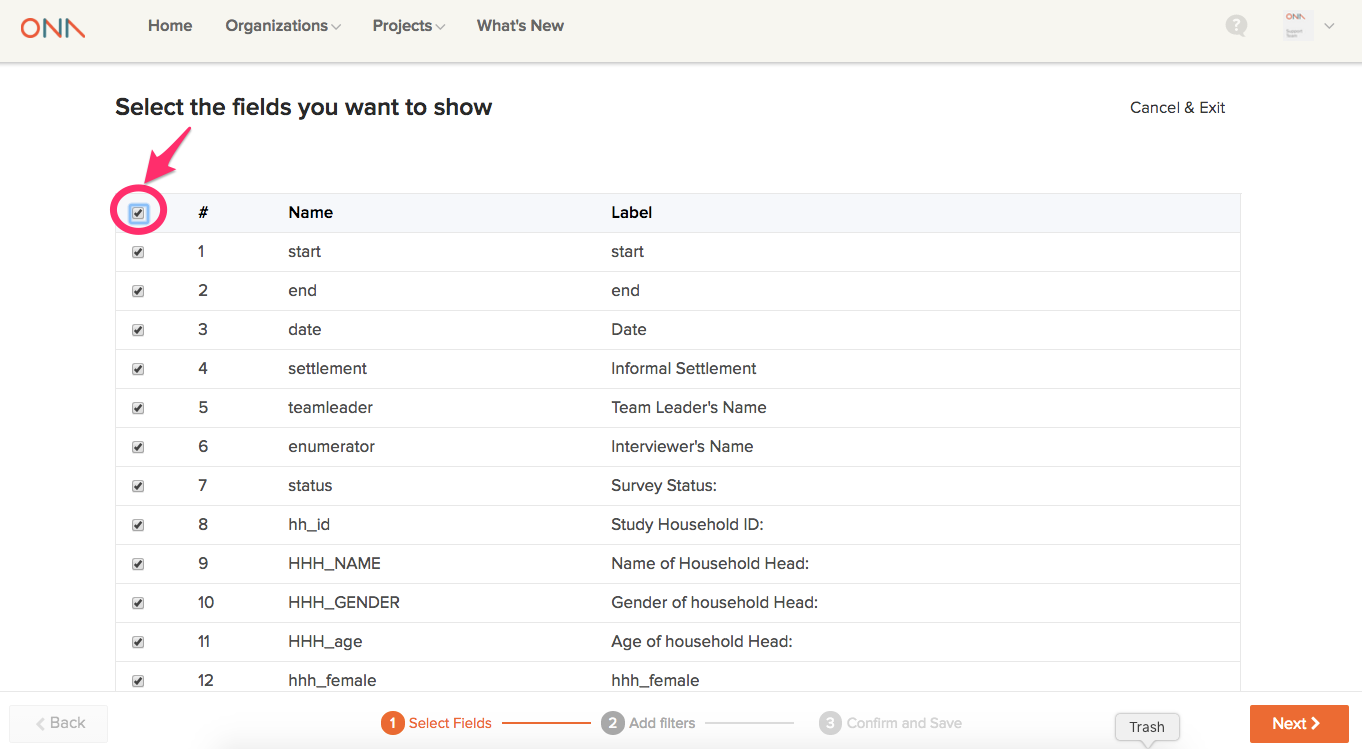 ONA Home Organizations Projects What's New ? ONA
Support
Team
Select the fields you want to show Cancel & Exit
# Name Label
1 start start
2 end end
3 date Date
4 settlement Informal Settlement
5 teamleader Team Leader's Name
6 enumerator Interviewer's Name
7 status Survey Status:
8 hh_id Study Household ID:
9 HHH_NAME Name of Household Head:
10 HHH_GENDER Gender of household Head:
11 HHH_age Age of household Head:
12 hhh_female hhh_female
Back 1 Select Fields 2 Add filters 3 Confirm and Save Trash Next